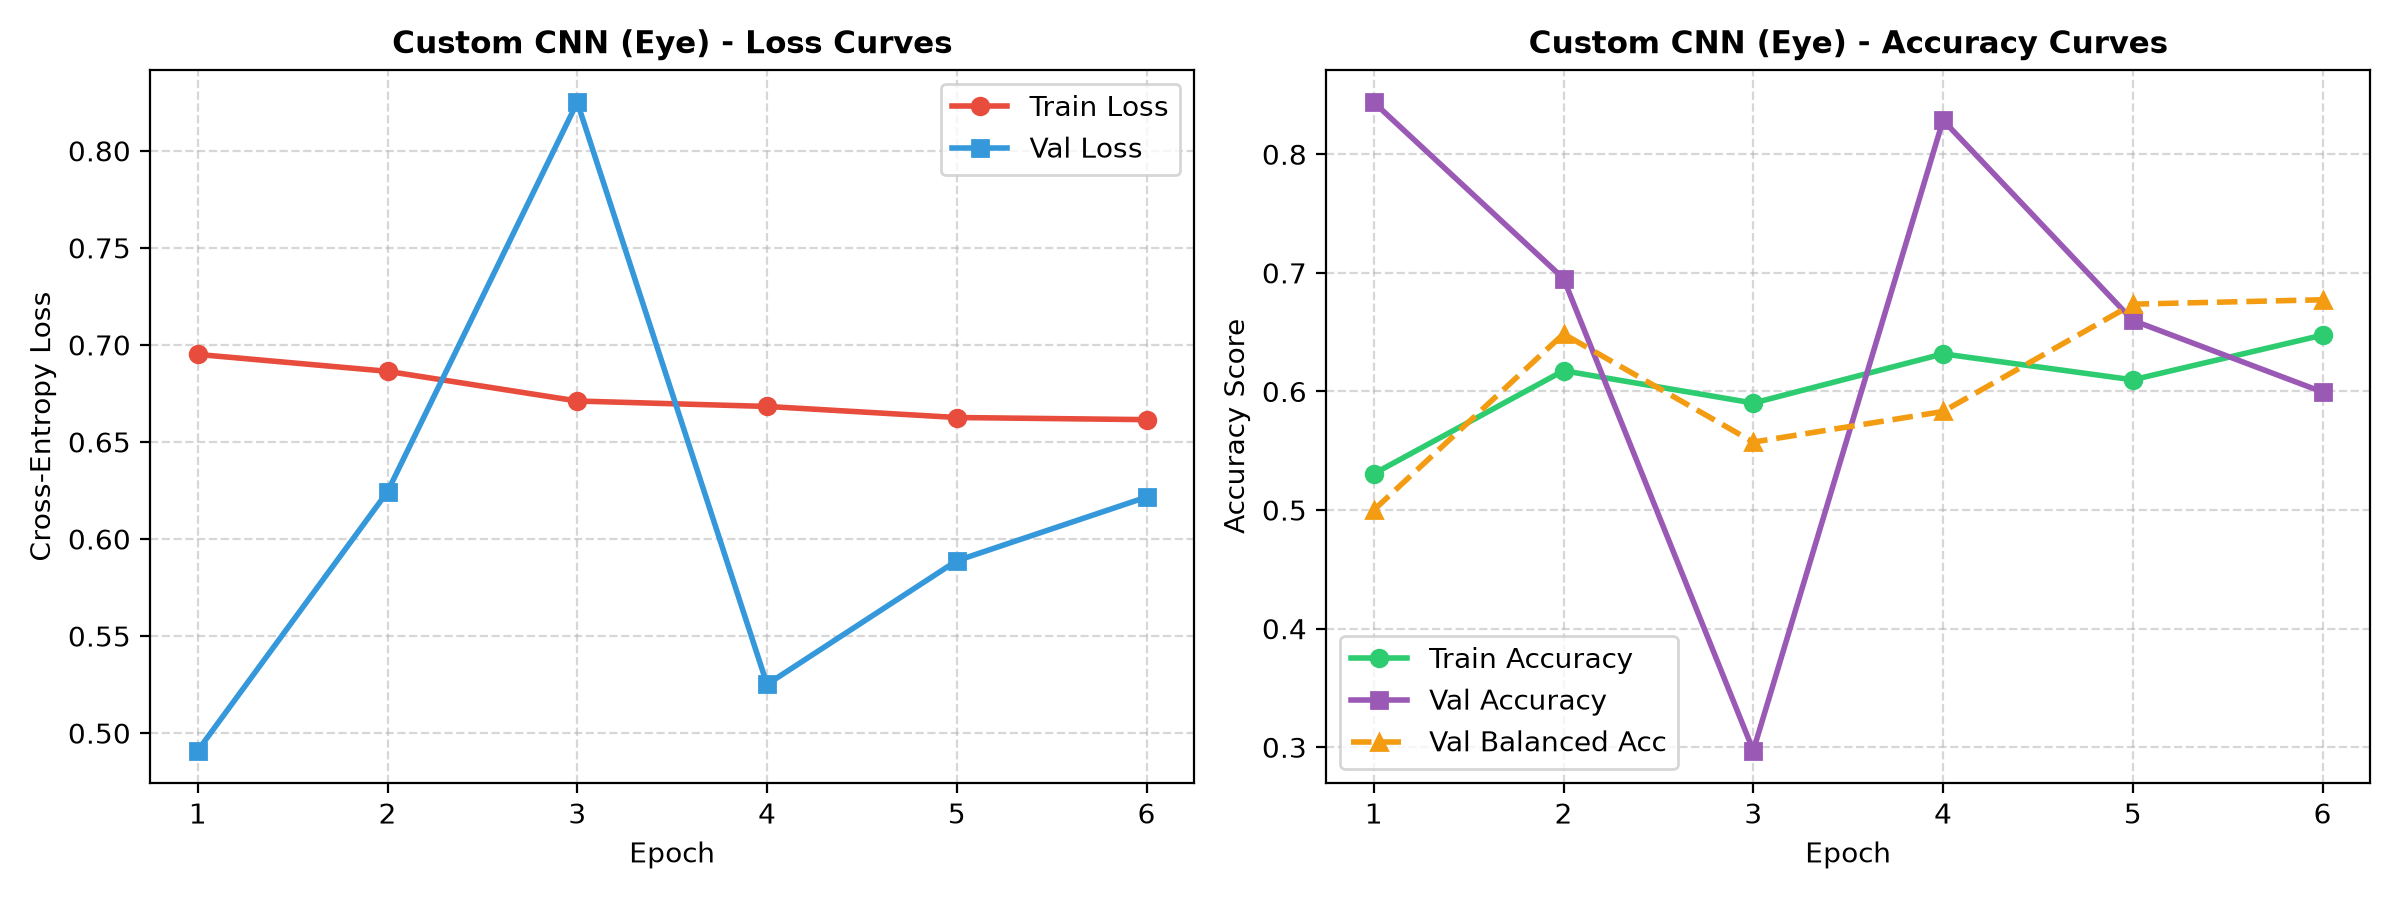 Custom CNN (Eye) - Loss Curves
Cross-Entropy Loss
0.80
0.75
0.70
0.65
0.60
0.55
0.50
1 2 3 4 5 6
Epoch
Train Loss
Val Loss
Custom CNN (Eye) - Accuracy Curves
Accuracy Score
0.8
0.7
0.6
0.5
0.4
0.3
1 2 3 4 5 6
Epoch
Train Accuracy
Val Accuracy
Val Balanced Acc